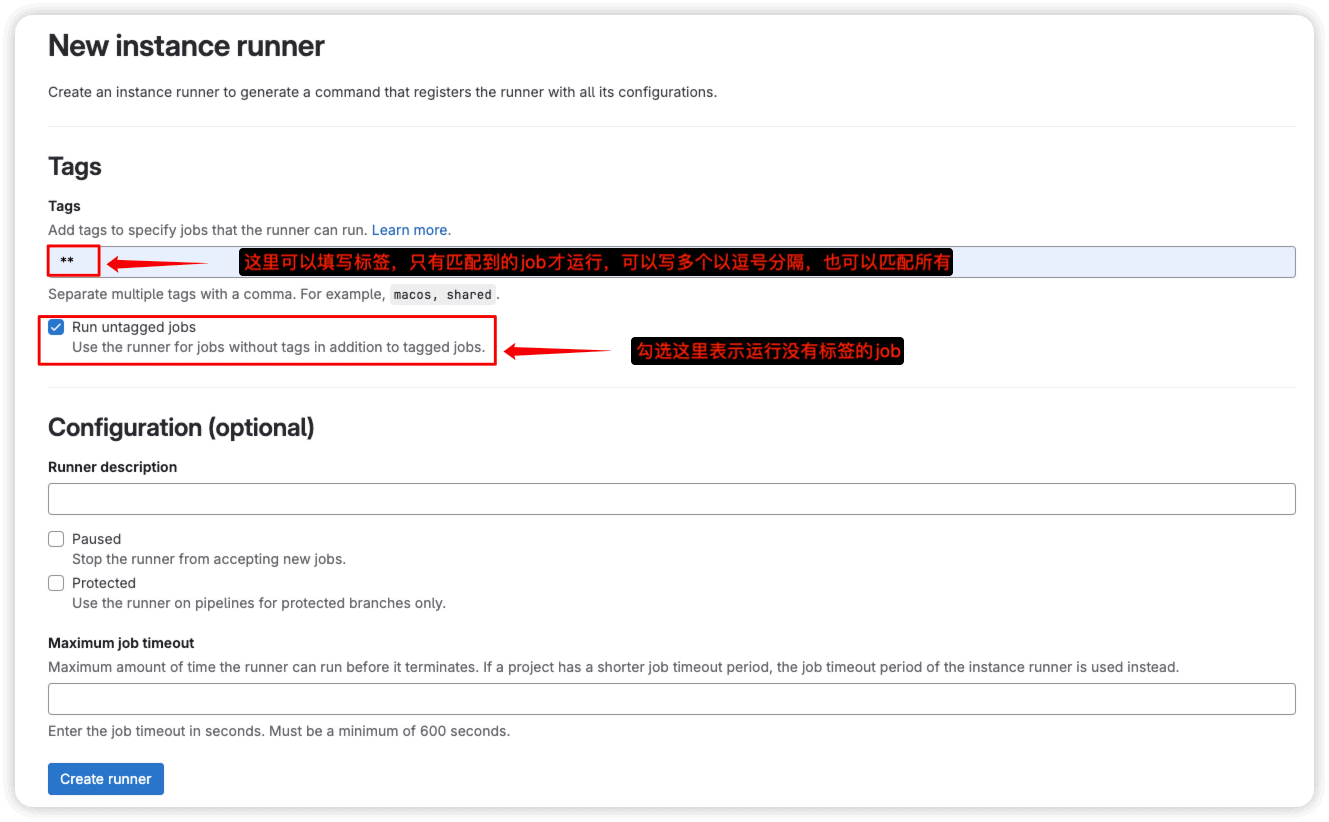 New instance runner
Create an instance runner to generate a command that registers the runner with all its configurations.
Tags
Tags
Add tags to specify jobs that the runner can run. Learn more.
** 这里可以填写标签，只有匹配到的job才运行，可以写多个以逗号分隔，也可以匹配所有
Separate multiple tags with a comma. For example, macos, shared.
Run untagged jobs
Use the runner for jobs without tags in addition to tagged jobs.
勾选这里表示运行没有标签的job
Configuration (optional)
Runner description
Paused
Stop the runner from accepting new jobs.
Protected
Use the runner on pipelines for protected branches only.
Maximum job timeout
Maximum amount of time the runner can run before it terminates. If a project has a shorter job timeout period, the job timeout period of the instance runner is used instead.
Enter the job timeout in seconds. Must be a minimum of 600 seconds.
Create runner